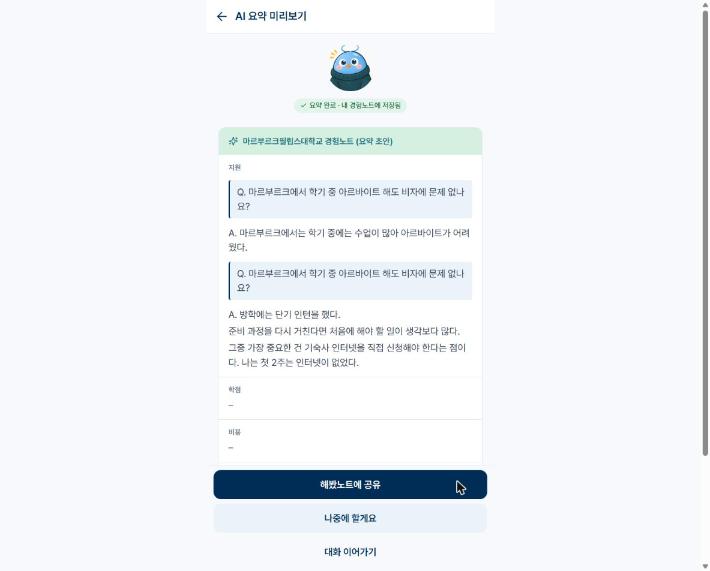 AI 요약 미리보기
✓ 요약 완료 · 내 경험노트에 저장됨
마르부르크필립스대학교 경험노트 (요약 초안)
지원
Q. 마르부르크에서 학기 중 아르바이트 해도 비자에 문제 없나
요?
A. 마르부르크에서는 학기 중에는 수업이 많아 아르바이트가 어려
웠다.
Q. 마르부르크에서 학기 중 아르바이트 해도 비자에 문제 없나
요?
A. 방학에는 단기 인턴을 했다.
준비 과정을 다시 거친다면 처음에 해야 할 일이 생각보다 많다.
그중 가장 중요한 건 기숙사 인터넷을 직접 신청해야 한다는 점이
다. 나는 첫 2주는 인터넷이 없었다.
학점
–
비용
–
해봤노트에 공유
나중에 할게요
대화 이어가기